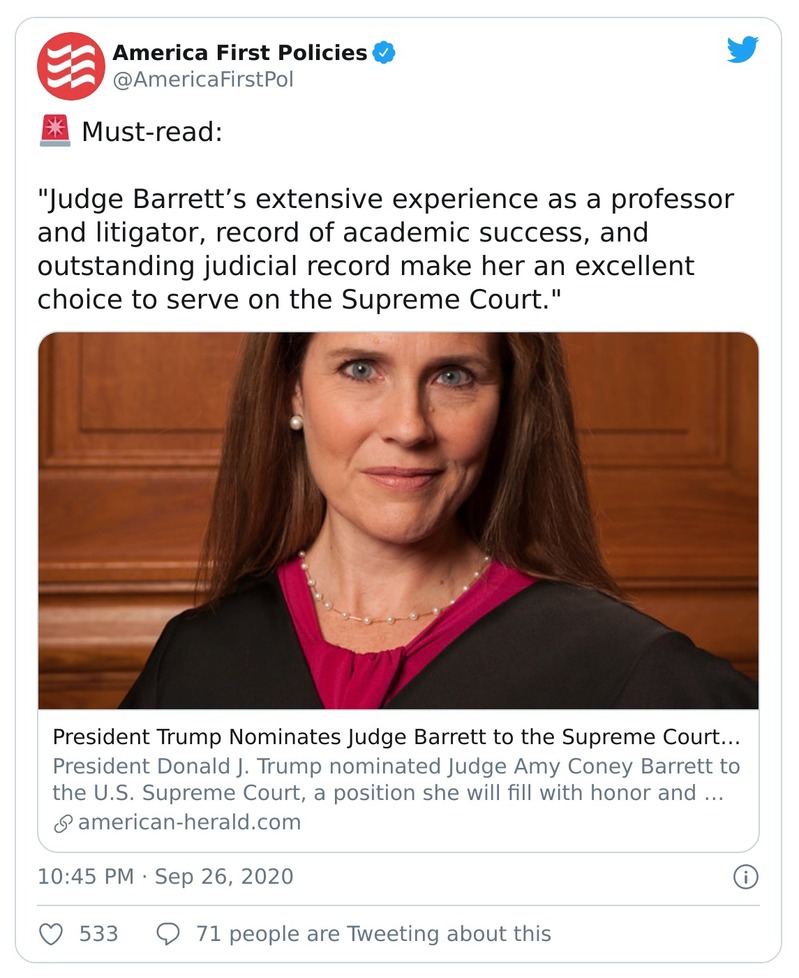 America First Policies
@AmericaFirstPol
Must-read:
"Judge Barrett’s extensive experience as a professor
and litigator, record of academic success, and
outstanding judicial record make her an excellent
choice to serve on the Supreme Court."
President Trump Nominates Judge Barrett to the Supreme Court…
President Donald J. Trump nominated Judge Amy Coney Barrett to
the U.S. Supreme Court, a position she will fill with honor and …
american-herald.com
10:45 PM · Sep 26, 2020
533
71 people are Tweeting about this